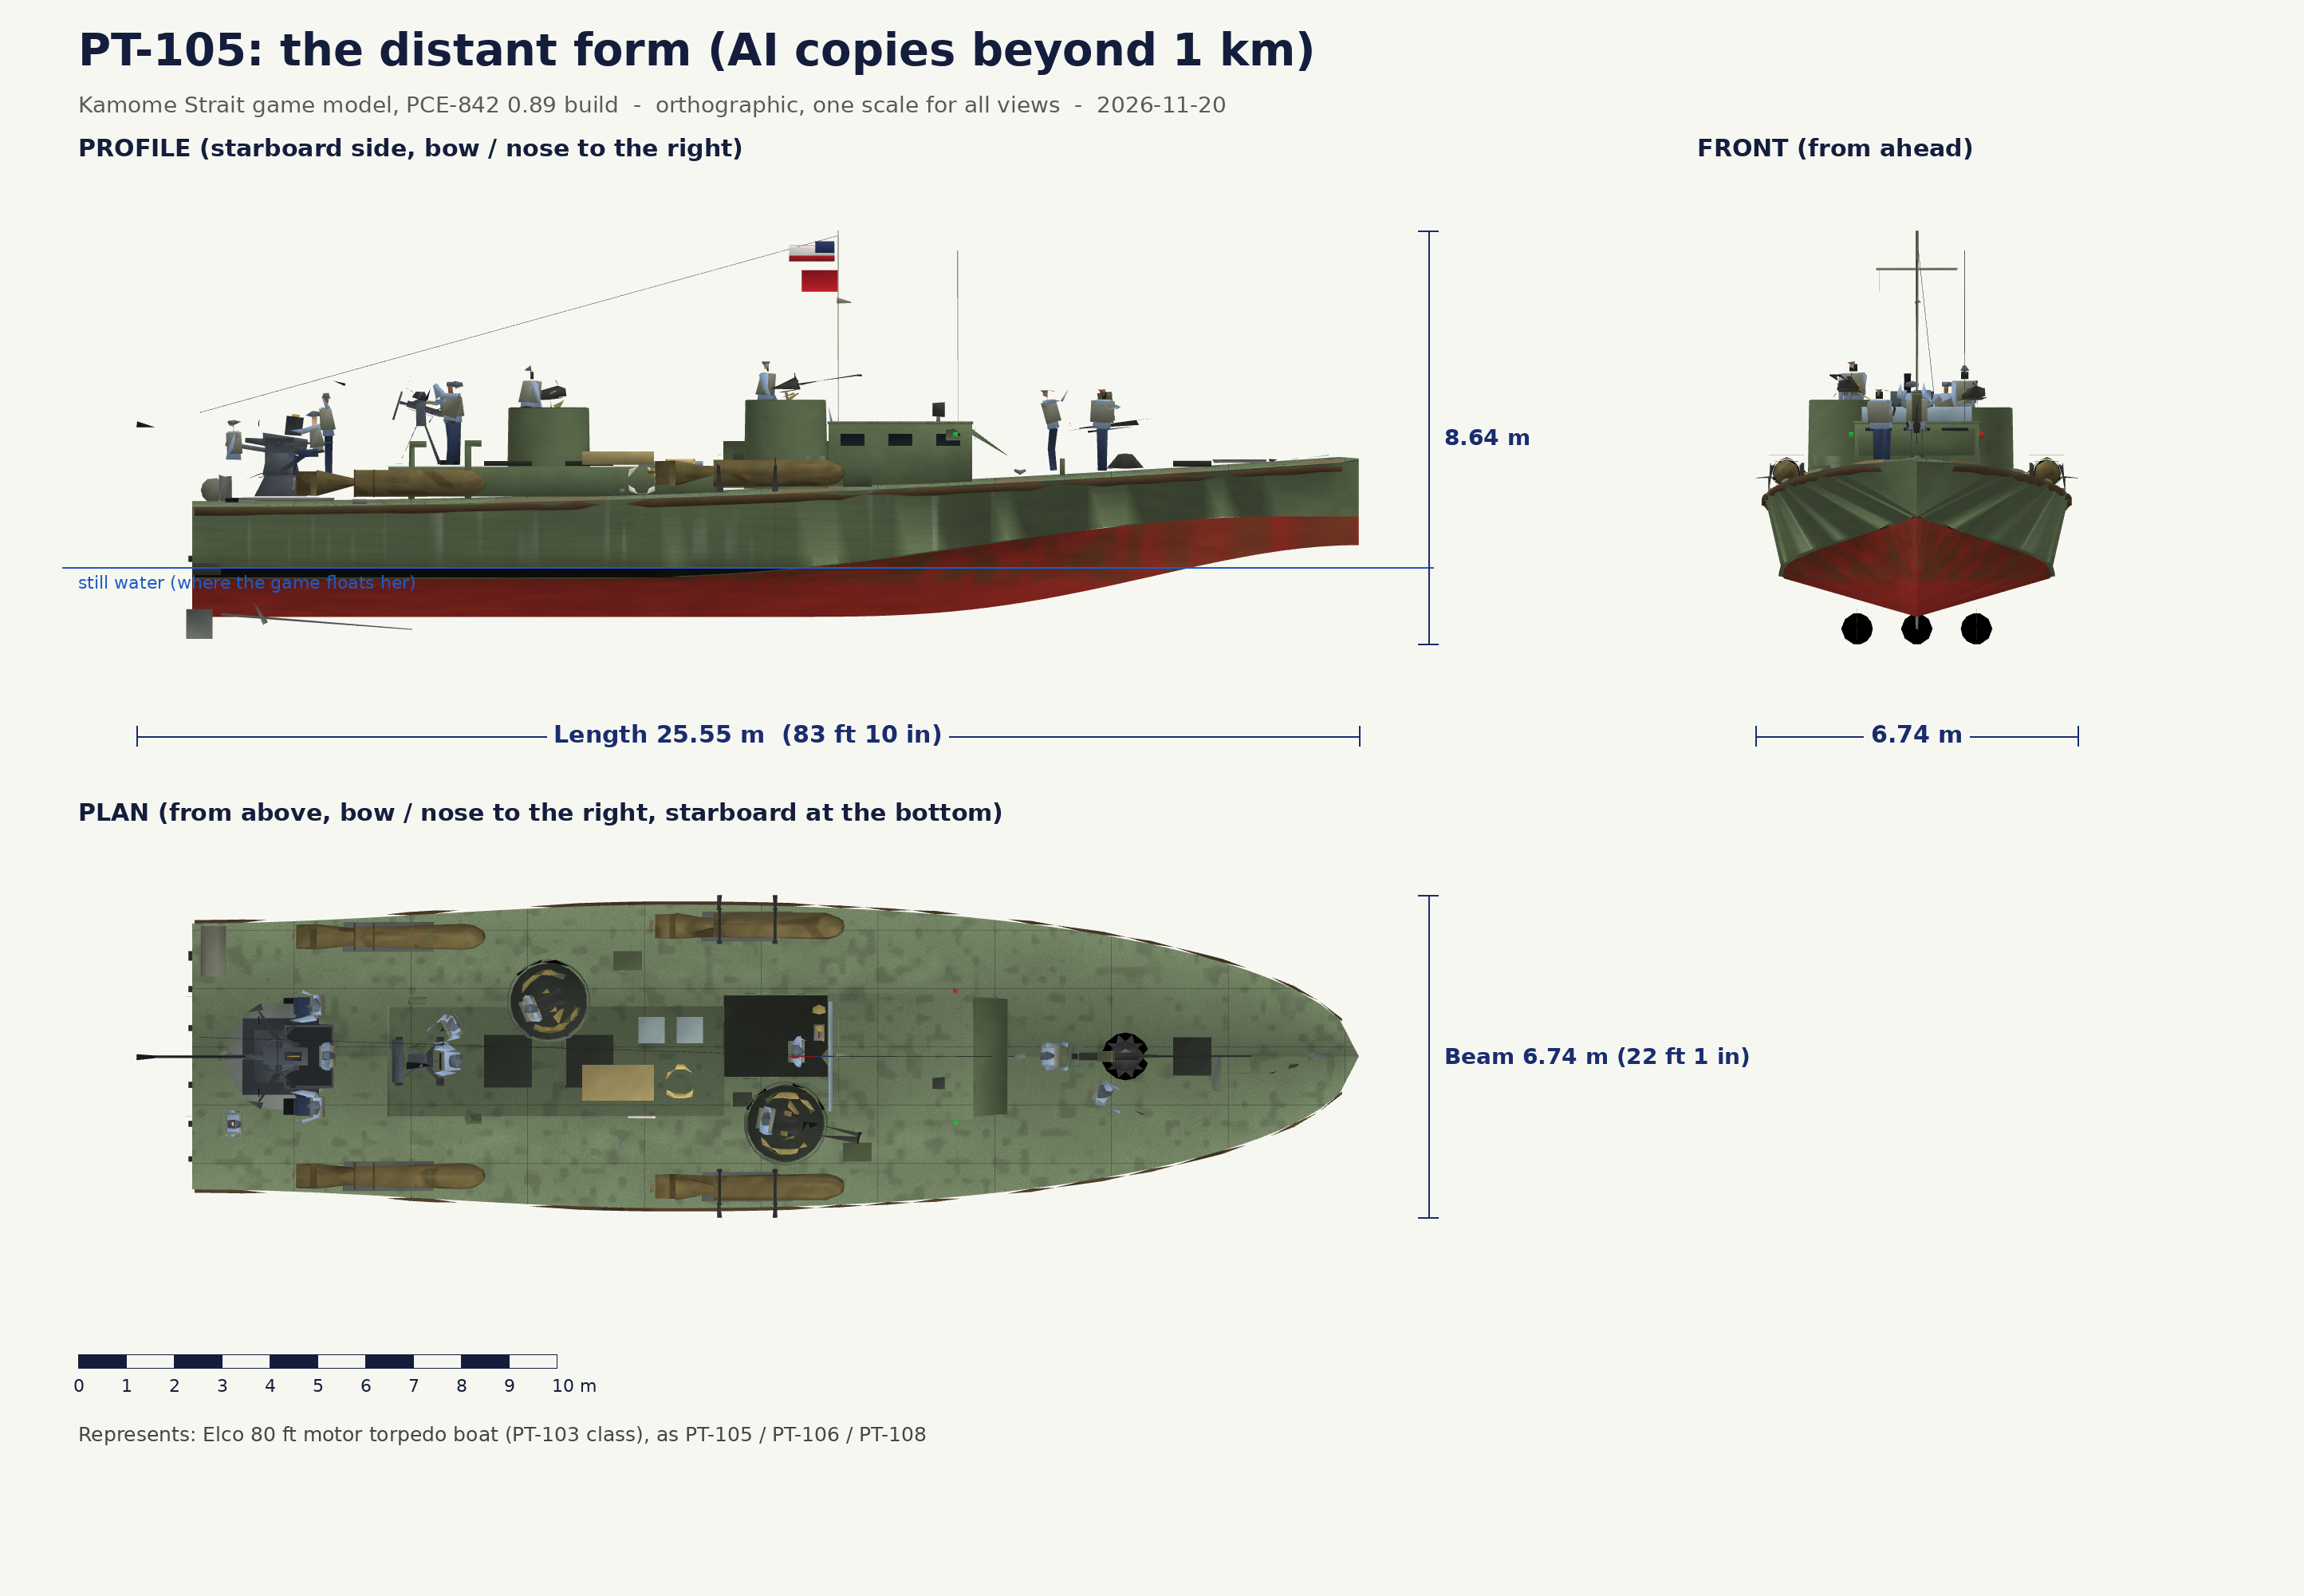 PT-105: the distant form (AI copies beyond 1 km)
Kamome Strait game model, PCE-842 0.89 build - orthographic, one scale for all views - 2026-11-20
PROFILE (starboard side, bow / nose to the right)
FRONT (from ahead)
8.64 m
still water (where the game floats her)
Length 25.55 m (83 ft 10 in)
6.74 m
PLAN (from above, bow / nose to the right, starboard at the bottom)
Beam 6.74 m (22 ft 1 in)
0 1 2 3 4 5 6 7 8 9 10 m
Represents: Elco 80 ft motor torpedo boat (PT-103 class), as PT-105 / PT-106 / PT-108